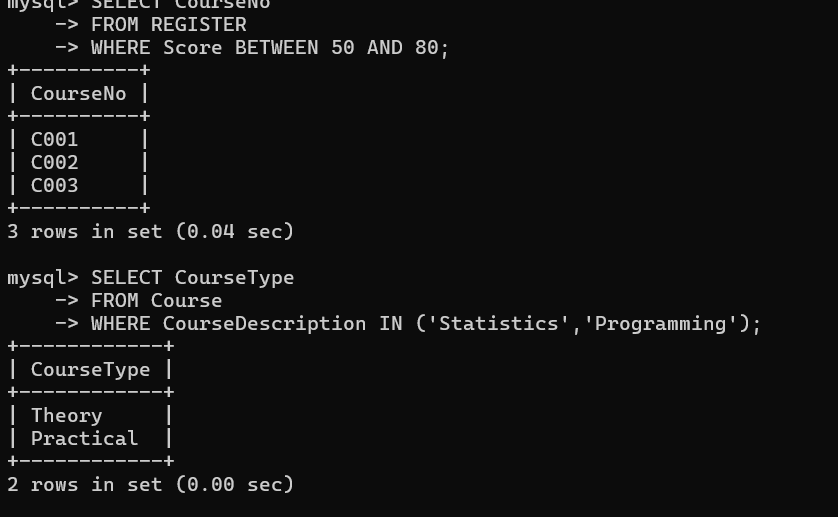 mysql> SELECT CourseNo
    -> FROM REGISTER
    -> WHERE Score BETWEEN 50 AND 80;
+----------+
| CourseNo |
+----------+
| C001     |
| C002     |
| C003     |
+----------+
3 rows in set (0.04 sec)

mysql> SELECT CourseType
    -> FROM Course
    -> WHERE CourseDescription IN ('Statistics','Programming');
+------------+
| CourseType |
+------------+
| Theory     |
| Practical  |
+------------+
2 rows in set (0.00 sec)